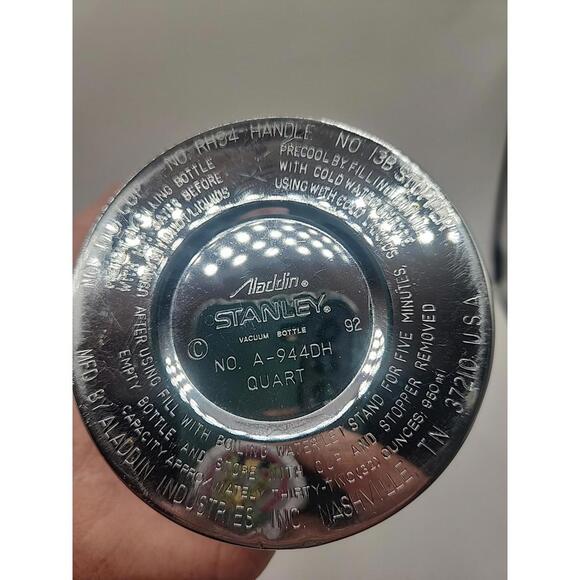 Aladdin®
STANLEY®
VACUUM BOTTLE
© 92
NO. A-944DH
QUART
NO. RH94 HANDLE NO 13B STOPPER
BOTTLE
BEFORE
LIQUIDS
PRECOOL BY FILLING
WITH COLD WATER
USING WITH COLD
AFTER USING FILL WITH BOILING WATER LET STAND FOR FIVE MINUTES.
EMPTY BOTTLE AND STORE WITH CUP AND STOPPER REMOVED
CAPACITY APPROXIMATELY THIRTY-TWO (32) OUNCES: 960 ml
MFD BY ALADDIN INDUSTRIES, INC. NASHVILLE, TN 37210 U.S.A.